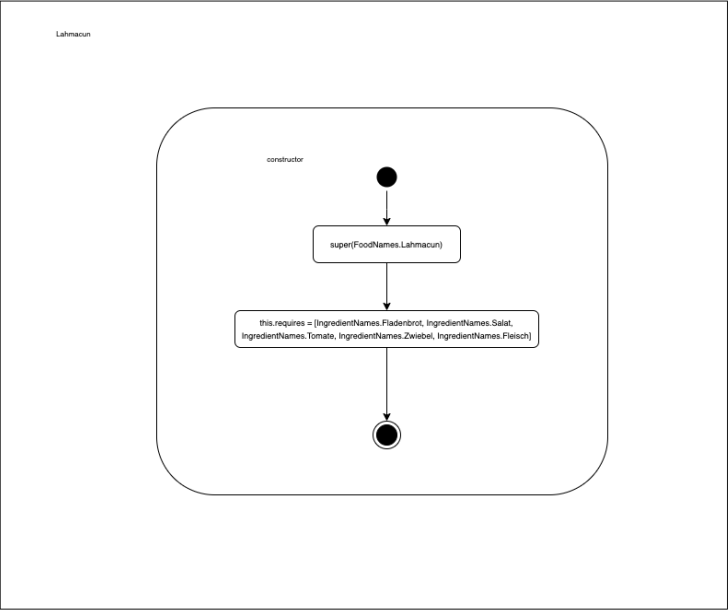 Lahmacun
constructor
super(FoodNames.Lahmacun)
this.requires = [IngredientNames.Fladenbrot, IngredientNames.Salat,
IngredientNames.Tomate, IngredientNames.Zwiebel, IngredientNames.Fleisch]